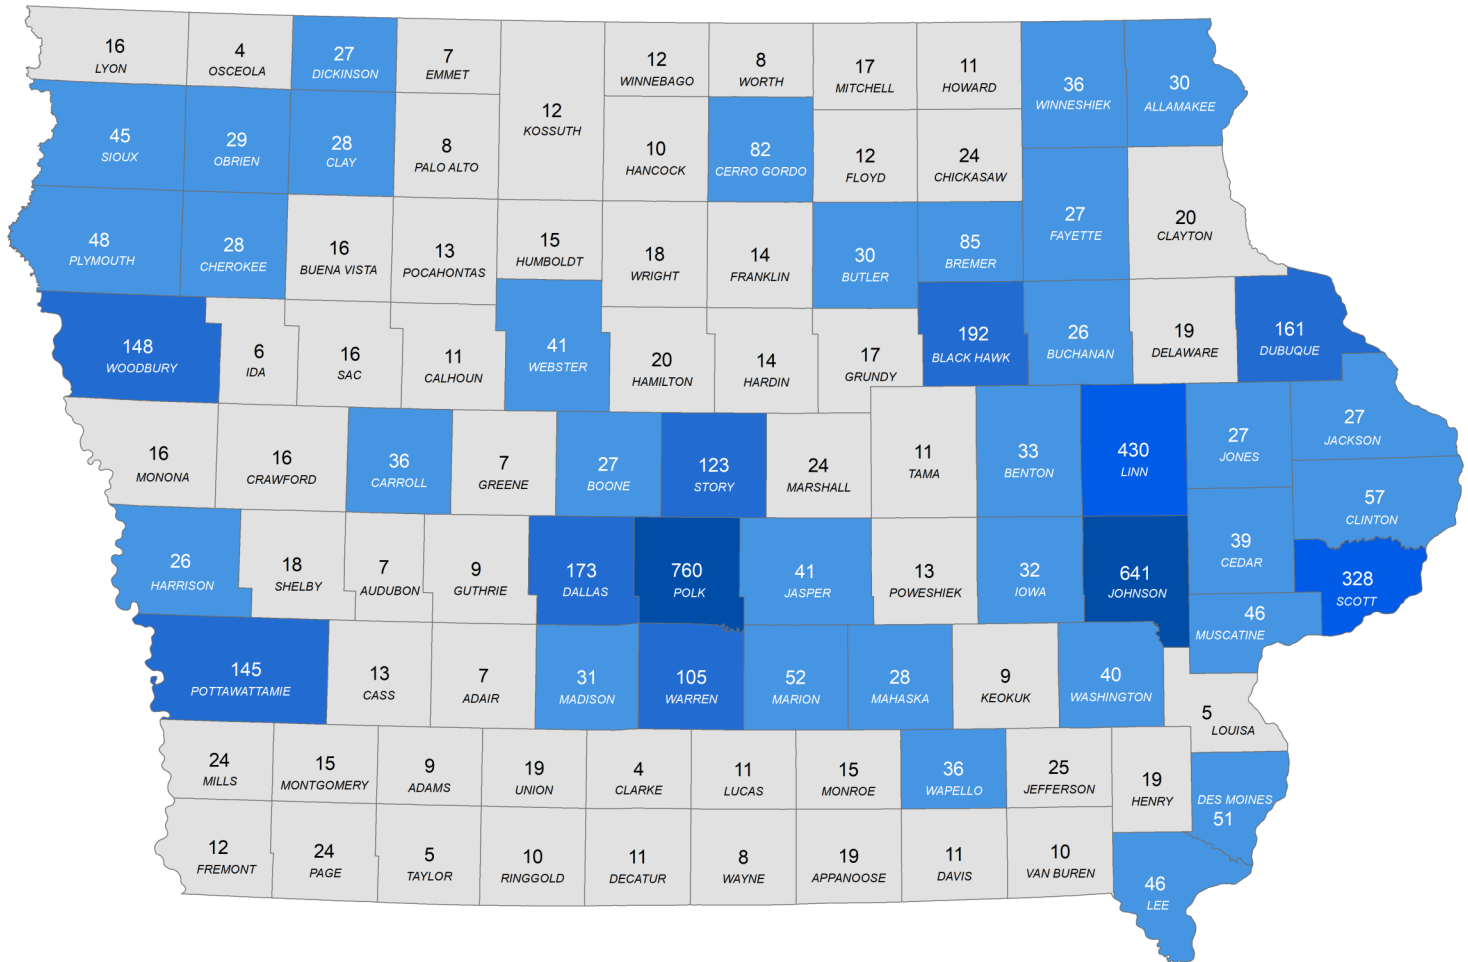 16
LYON
4
OSCEOLA
27
DICKINSON
7
EMMET
12
KOSSUTH
12
WINNEBAGO
8
WORTH
17
MITCHELL
11
HOWARD
36
WINNESHIEK
30
ALLAMAKEE
45
SIOUX
29
OBRIEN
28
CLAY
8
PALO ALTO
10
HANCOCK
82
CERRO GORDO
12
FLOYD
24
CHICKASAW
48
PLYMOUTH
28
CHEROKEE
16
BUENA VISTA
13
POCAHONTAS
15
HUMBOLDT
18
WRIGHT
14
FRANKLIN
30
BUTLER
85
BREMER
27
FAYETTE
20
CLAYTON
148
WOODBURY
6
IDA
16
SAC
11
CALHOUN
41
WEBSTER
20
HAMILTON
14
HARDIN
17
GRUNDY
192
BLACK HAWK
26
BUCHANAN
19
DELAWARE
161
DUBUQUE
16
MONONA
16
CRAWFORD
36
CARROLL
7
GREENE
27
BOONE
123
STORY
24
MARSHALL
11
TAMA
33
BENTON
430
LINN
27
JONES
27
JACKSON
57
CLINTON
26
HARRISON
18
SHELBY
7
AUDUBON
9
GUTHRIE
173
DALLAS
760
POLK
41
JASPER
13
POWESHIEK
32
IOWA
641
JOHNSON
39
CEDAR
328
SCOTT
46
MUSCATINE
145
POTTAWATTAMIE
13
CASS
7
ADAIR
31
MADISON
105
WARREN
52
MARION
28
MAHASKA
9
KEOKUK
40
WASHINGTON
5
LOUISA
24
MILLS
15
MONTGOMERY
9
ADAMS
19
UNION
4
CLARKE
11
LUCAS
15
MONROE
36
WAPELLO
25
JEFFERSON
19
HENRY
DES MOINES
51
12
FREMONT
24
PAGE
5
TAYLOR
10
RINGGOLD
11
DECATUR
8
WAYNE
19
APPANOOSE
11
DAVIS
10
VAN BUREN
46
LEE